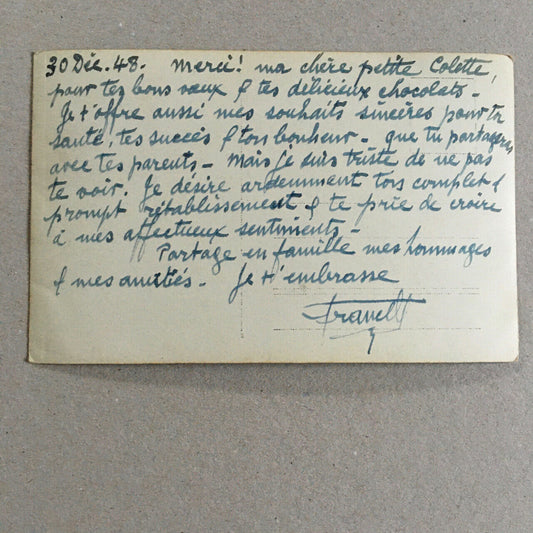 30 Déc. 48. Merci! ma chère petite Colette,
pour tes bons vœux & tes délicieux chocolats-
Je t'offre aussi mes souhaits sincères pour ta
santé, tes succès & ton bonheur- que tu partageras
avec tes parents- Mais je suis triste de ne pas
te voir. Je désire ardemment ton complet &
prompt rétablissement & te prie de croire
à mes affectueux sentiments-
Partage en famille mes hommages
& mes amitiés- Je t'embrasse